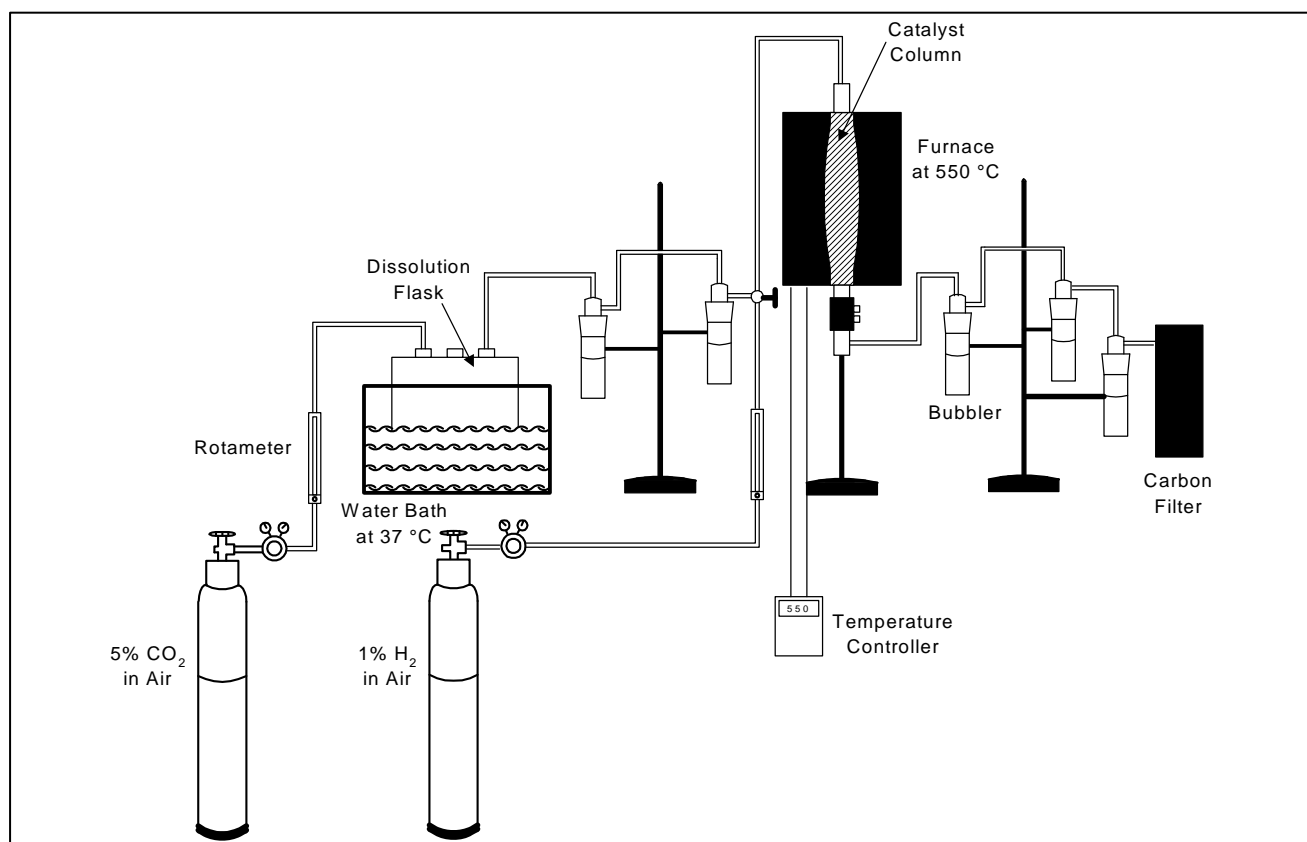 Catalyst
Column
Furnace
at 550 °C
Dissolution
Flask
Rotameter
Bubbler
Water Bath
at 37 °C
Carbon
Filter
550
Temperature
Controller
5% CO₂
in Air
1% H₂
in Air